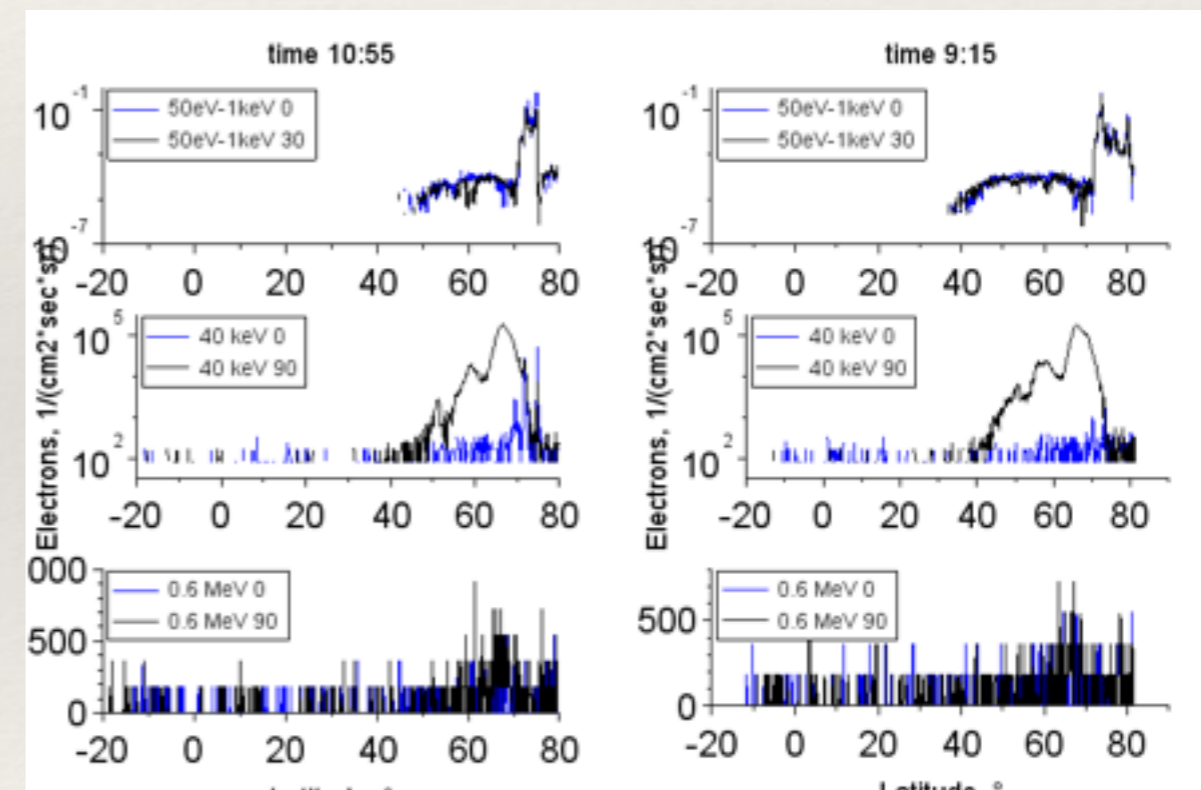 time 10:55
10 -1
50eV-1keV 0
50eV-1keV 30
10 -7
-20 0 20 40 60 80
Electrons, 1/(cm2*sec*sr)
10 5
40 keV 0
40 keV 90
10 2
-20 0 20 40 60 80
000
0.6 MeV 0
0.6 MeV 90
500
0
-20 0 20 40 60 80
time 9:15
10 -1
50eV-1keV 0
50eV-1keV 30
10 -7
-20 0 20 40 60 80
Electrons, 1/(cm2*sec*sr)
10 5
40 keV 0
40 keV 90
10 2
-20 0 20 40 60 80
0.6 MeV 0
0.6 MeV 90
500
0
-20 0 20 40 60 80
Latitude, °